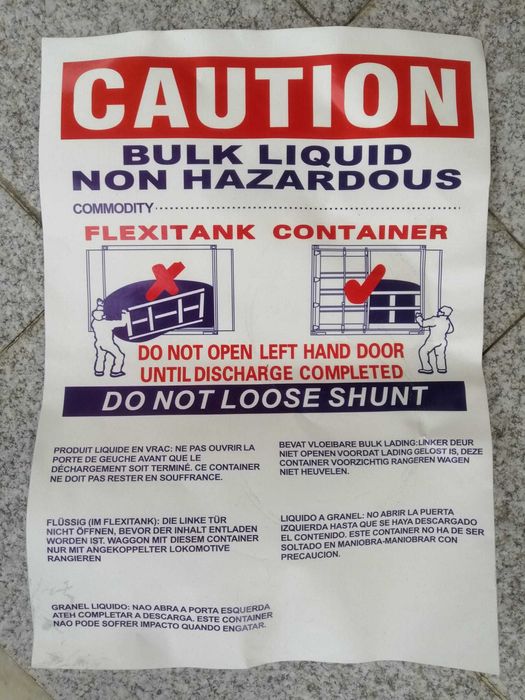 CAUTION
BULK LIQUID
NON HAZARDOUS
COMMODITY
FLEXITANK CONTAINER
DO NOT OPEN LEFT HAND DOOR
UNTIL DISCHARGE COMPLETED
DO NOT LOOSE SHUNT
PRODUIT LIQUIDE EN VRAC: NE PAS OUVRIR LA
PORTE DE GEUCHE AVANT QUE LE
DÉCHARGEMENT SOIT TERMINÉ. CE CONTAINER
NE DOIT PAS RESTER EN SOUFFRANCE.
BEVAT VLOEIBARE BULK LADING:LINKER DEUR
NIET OPENEN VOORDAT LADING GELOST IS, DEZE
CONTAINER VOORZICHTIG RANGEREN WAGEN
NIET HEUVELEN.
FLÜSSIG (IM FLEXITANK): DIE LINKE TÜR
NICHT ÖFFNEN, BEVOR DER INHALT ENTLADEN
WORDEN IST. WAGGON MIT DIESEM CONTAINER
NUR MIT ANGEKOPPELTER LOKOMOTIVE
RANGIEREN
LIQUIDO A GRANEL: NO ABRIR LA PUERTA
IZQUIERDA HASTA QUE SE HAYA DESCARGADO
EL CONTENIDO. ESTE CONTAINER NO HA DE SER
SOLTADO EN MANIOBRA-MANIOBRAR CON
PRECAUCION.
GRANEL LIQUIDO: NAO ABRA A PORTA ESQUERDA
ATEH COMPLETAR A DESCARGA. ESTE CONTAINER
NAO PODE SOFRER IMPACTO QUANDO ENGATAR.